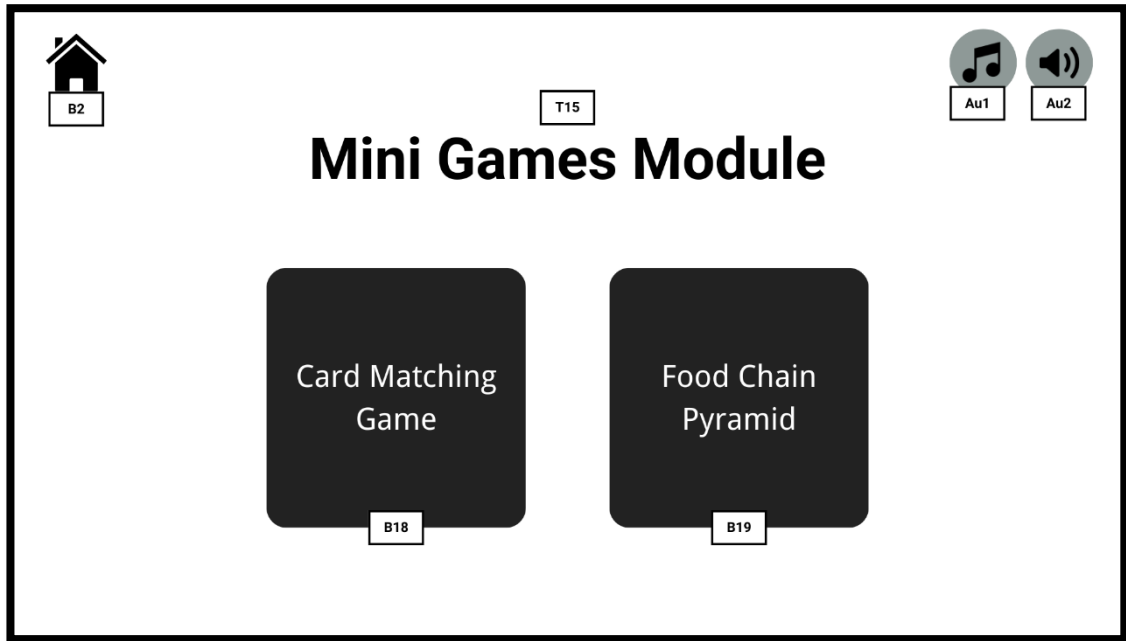 B2
T15
Au1
Au2
Mini Games Module
Card Matching
Game
Food Chain
Pyramid
B18
B19